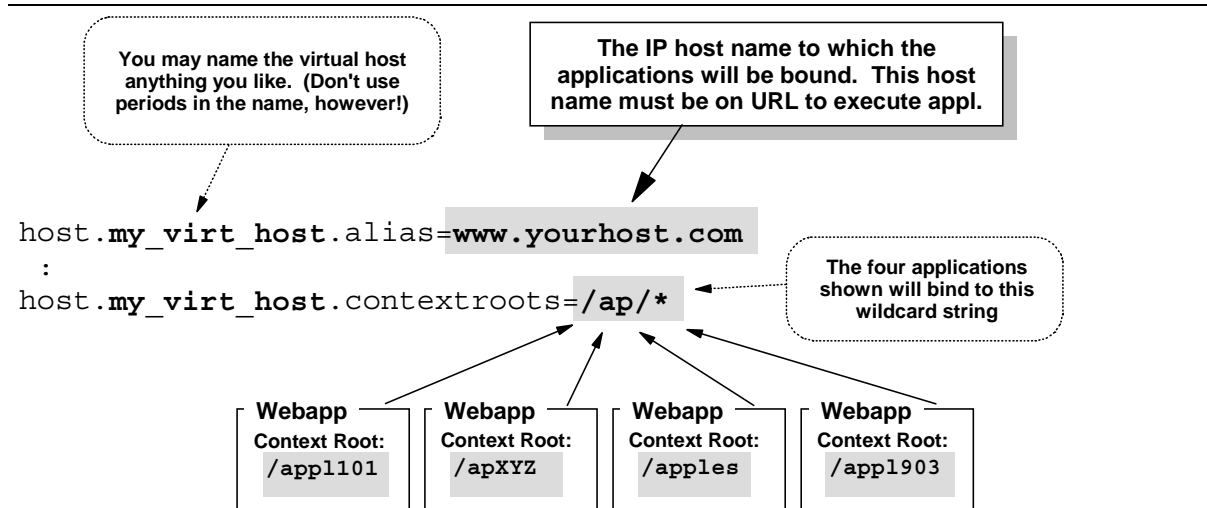 You may name the virtual host
anything you like. (Don't use
periods in the name, however!)
The IP host name to which the
applications will be bound. This host
name must be on URL to execute appl.
host.my_virt_host.alias=www.yourhost.com
:
host.my_virt_host.contextroots=/ap/*
The four applications
shown will bind to this
wildcard string
Webapp
Context Root:
/appl101
Webapp
Context Root:
/apXYZ
Webapp
Context Root:
/apples
Webapp
Context Root:
/appl903